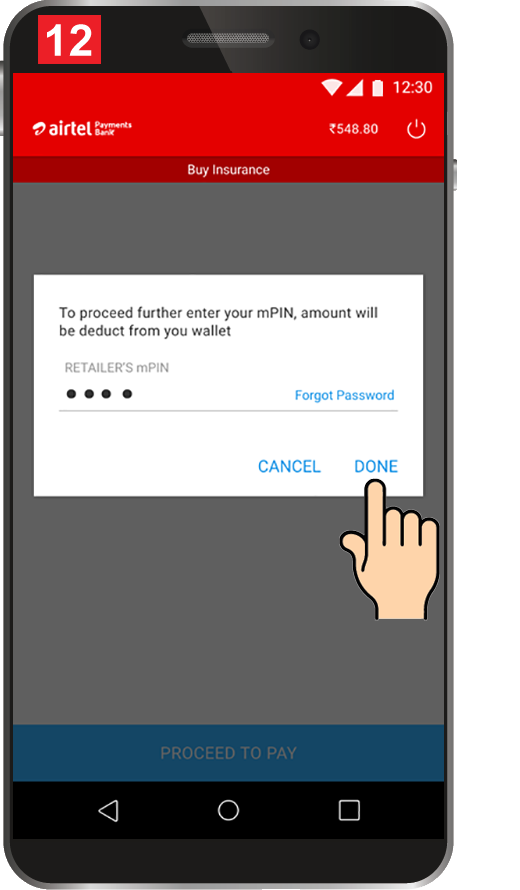 12
12:30
airtel Payments Bank
₹548.80
Buy Insurance
To proceed further enter your mPIN, amount will
be deduct from you wallet
RETAILER'S mPIN
Forgot Password
CANCEL DONE
PROCEED TO PAY